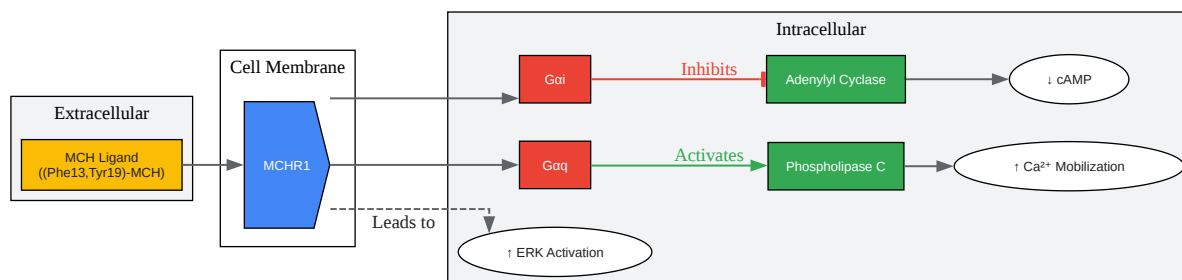 Intracellular
Cell Membrane
Extracellular
MCH Ligand
((Phe13,Tyr19)-MCH)
MCHR1
Gαi
Inhibits
Adenylyl Cyclase
↓ cAMP
Gαq
Activates
Phospholipase C
↑ Ca²⁺ Mobilization
Leads to
↑ ERK Activation